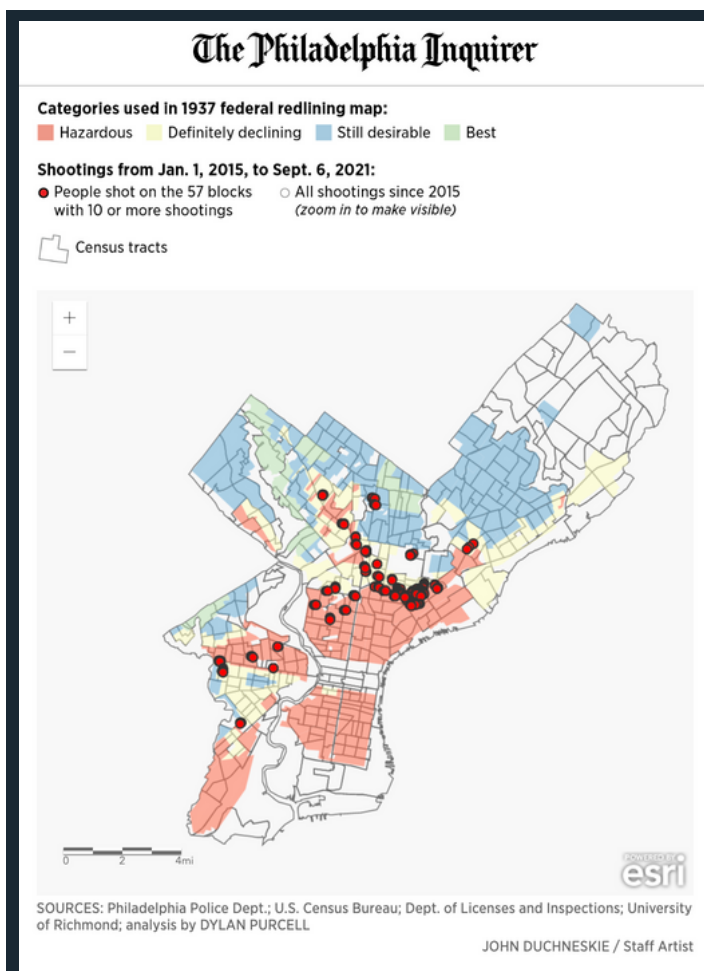 The Philadelphia Inquirer
Categories used in 1937 federal redlining map:
Hazardous Definitely declining Still desirable Best
Shootings from Jan. 1, 2015, to Sept. 6, 2021:
People shot on the 57 blocks
with 10 or more shootings
All shootings since 2015
(zoom in to make visible)
Census tracts
+
−
0 2 4mi
POWERED BY
esri
SOURCES: Philadelphia Police Dept.; U.S. Census Bureau; Dept. of Licenses and Inspections; University
of Richmond; analysis by DYLAN PURCELL
JOHN DUCHNESKIE / Staff Artist